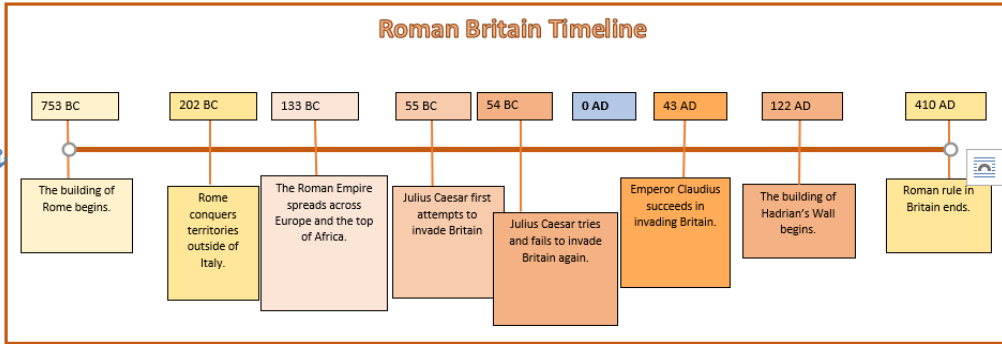 Roman Britain Timeline
753 BC
202 BC
133 BC
55 BC
54 BC
0 AD
43 AD
122 AD
410 AD
The building of
Rome begins.
Rome
conquers
territories
outside of
Italy.
The Roman Empire
spreads across
Europe and the top
of Africa.
Julius Caesar first
attempts to
invade Britain
Julius Caesar tries
and fails to invade
Britain again.
Emperor Claudius
succeeds in
invading Britain.
The building of
Hadrian’s Wall
begins.
Roman rule in
Britain ends.